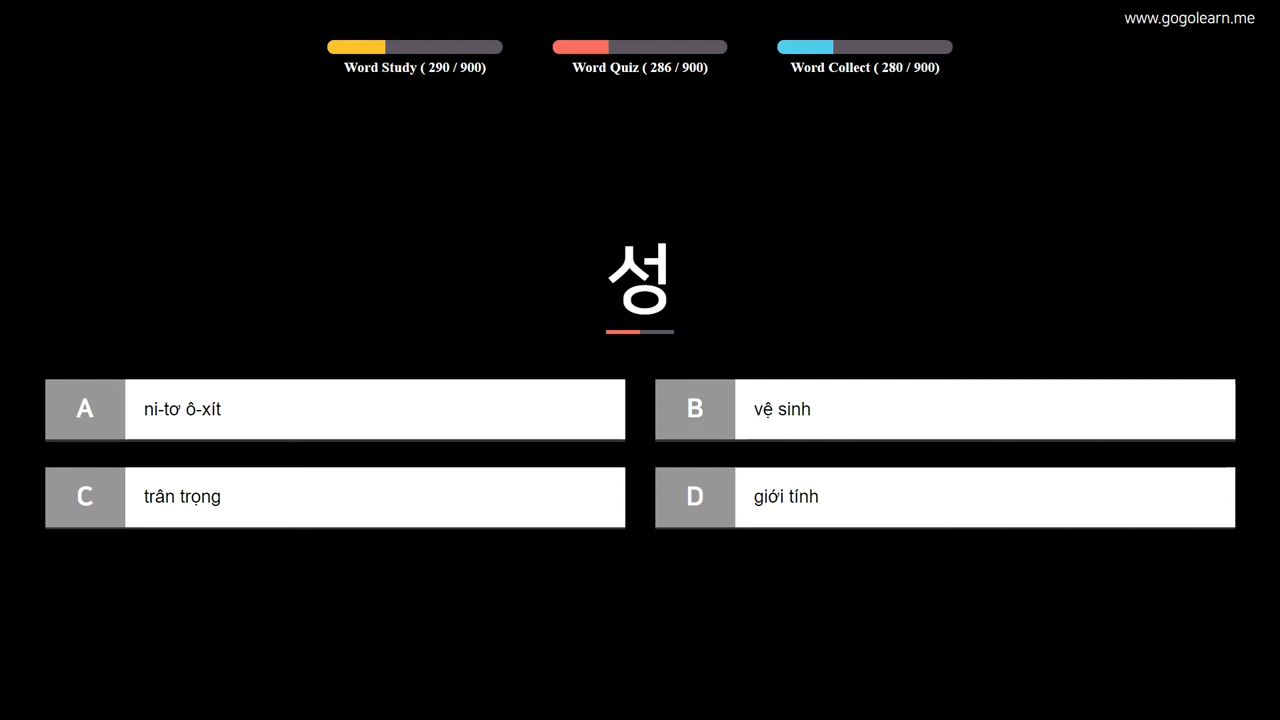 www.gogolearn.me
Word Study ( 290 / 900)
Word Quiz ( 286 / 900)
Word Collect ( 280 / 900)
성
A ni-tơ ô-xít
B vệ sinh
C trân trọng
D giới tính